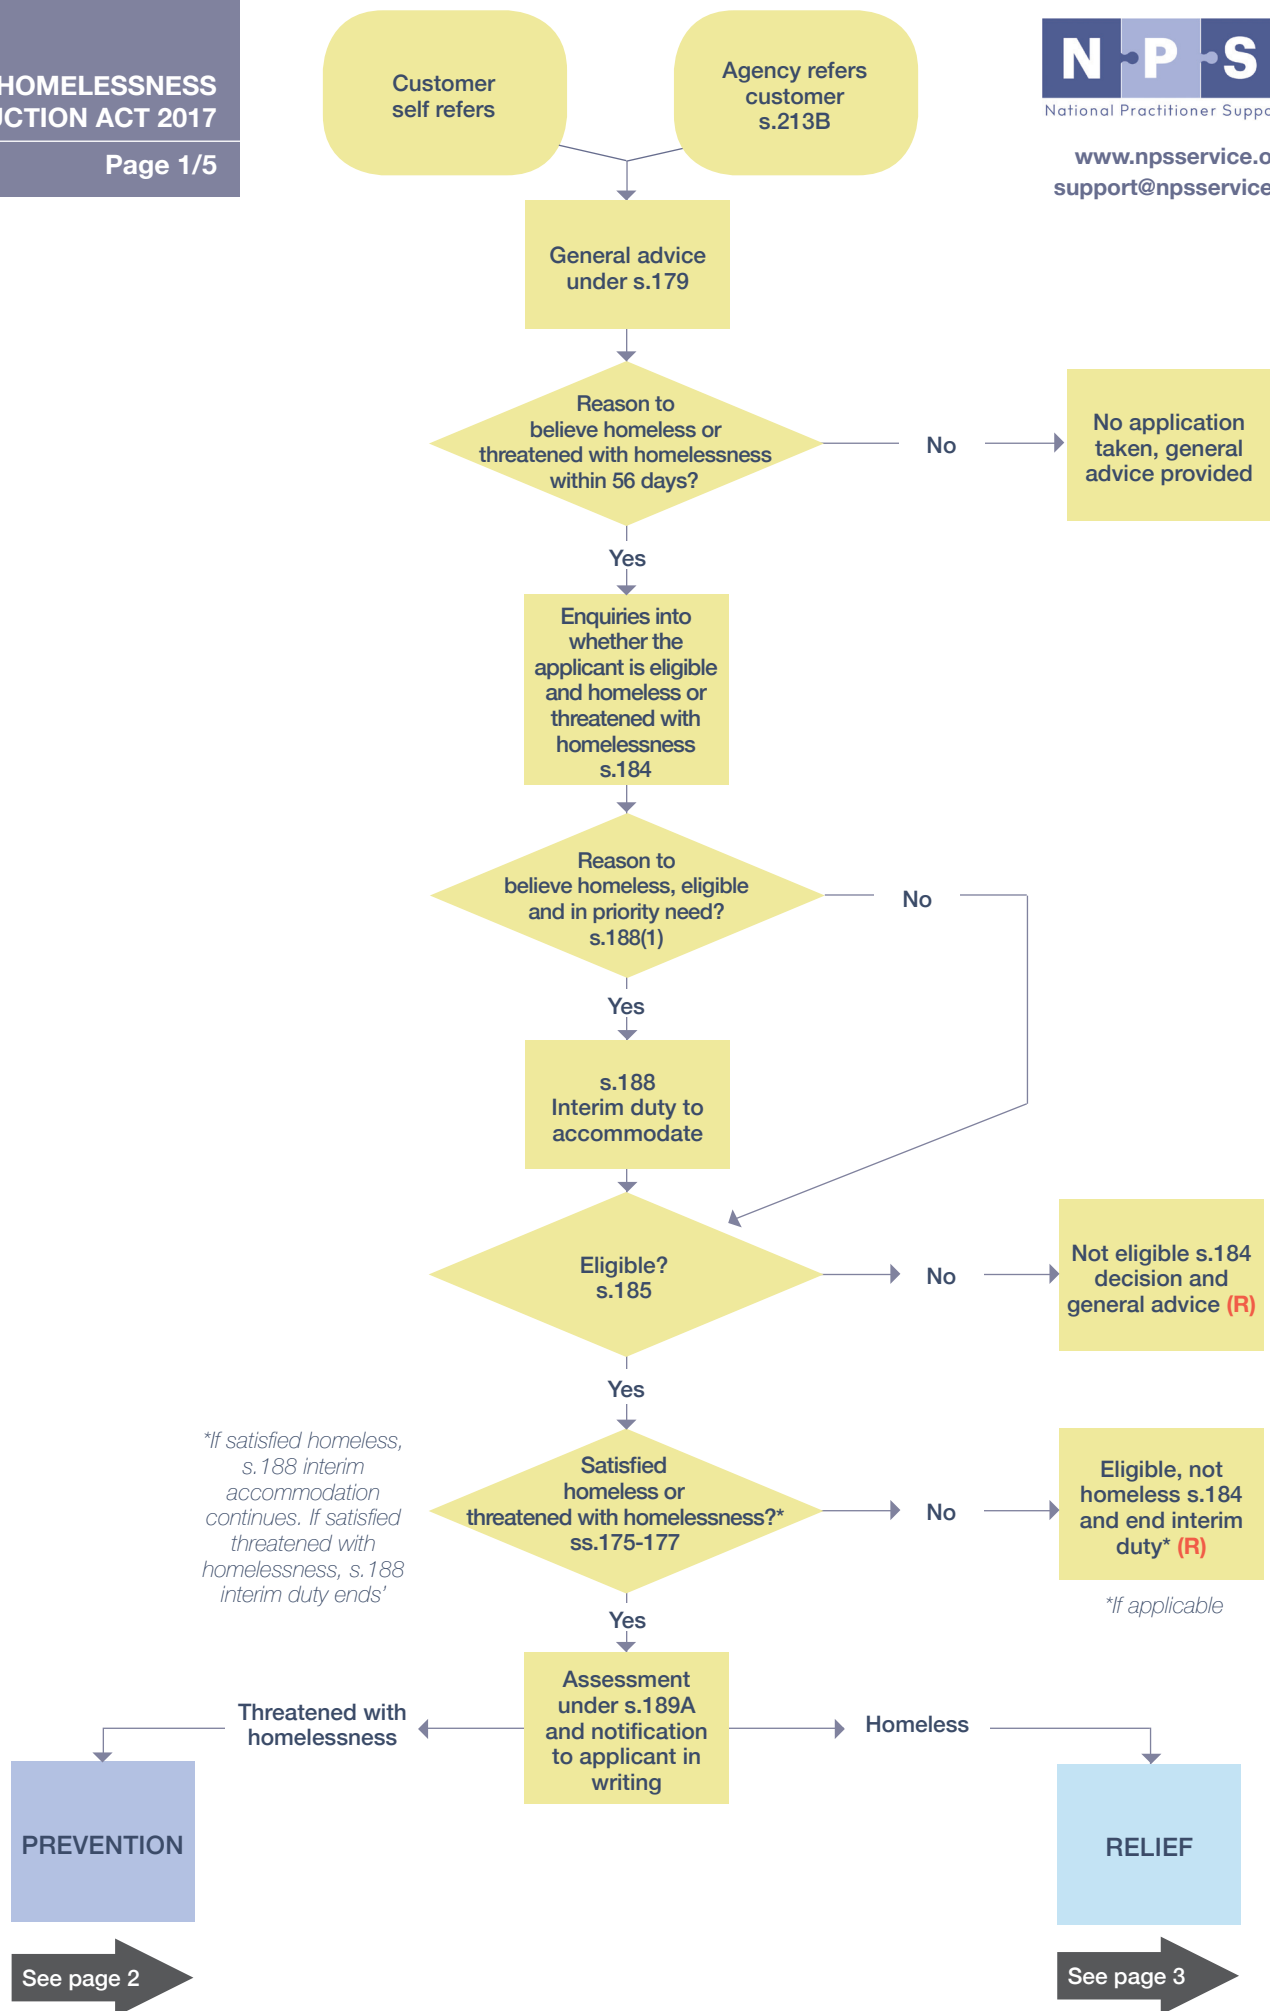 HOMELESSNESS
UCTION ACT 2017
Page 1/5
Customer
self refers
Agency refers
customer
s.213B
N P S
National Practitioner Suppo
www.npsservice.o
support@npsservice
General advice
under s.179
Reason to
believe homeless or
threatened with homelessness
within 56 days?
No
No application
taken, general
advice provided
Yes
Enquiries into
whether the
applicant is eligible
and homeless or
threatened with
homelessness
s.184
Reason to
believe homeless, eligible
and in priority need?
s.188(1)
No
Yes
s.188
Interim duty to
accommodate
Eligible?
s.185
No
Not eligible s.184
decision and
general advice (R)
Yes
*If satisfied homeless,
s.188 interim
accommodation
continues. If satisfied
threatened with
homelessness, s.188
interim duty ends'
Satisfied
homeless or
threatened with homelessness?*
ss.175-177
No
Eligible, not
homeless s.184
and end interim
duty* (R)
*If applicable
Yes
Assessment
under s.189A
and notification
to applicant in
writing
Threatened with
homelessness
Homeless
PREVENTION
RELIEF
See page 2
See page 3